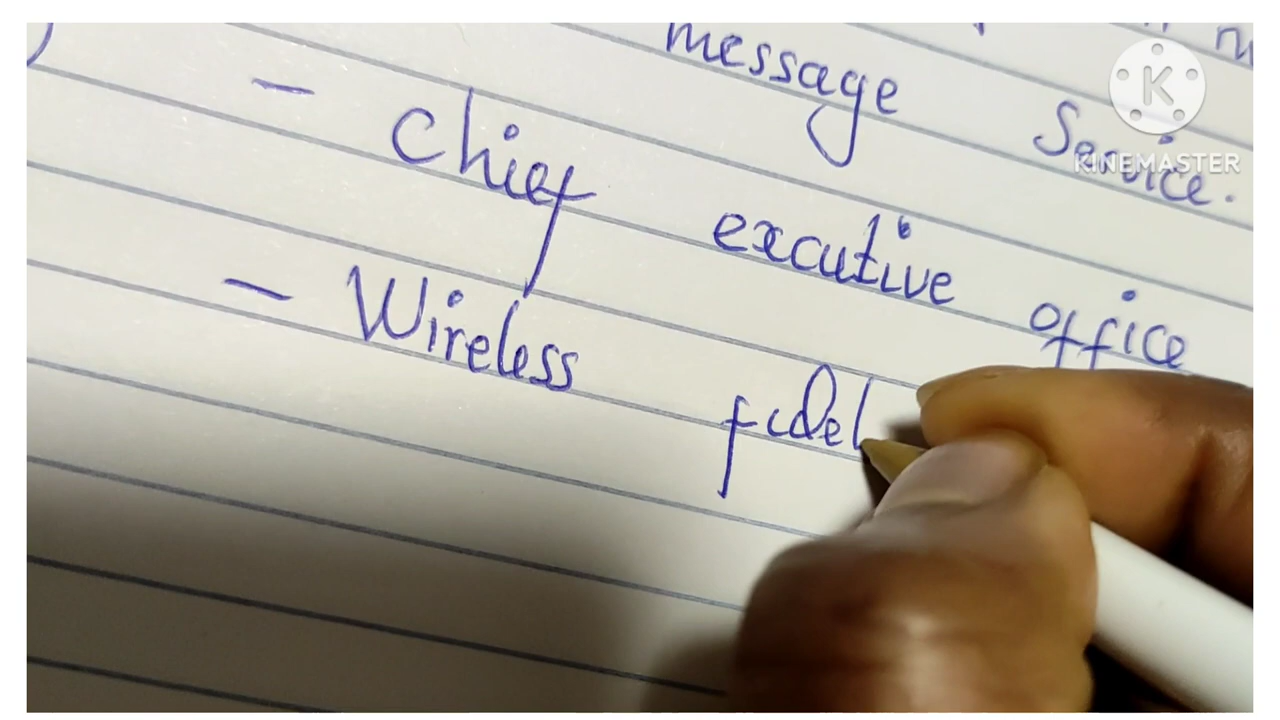 message Service.
- Chief excutive office
- Wireless fidel
K
KINEMASTER